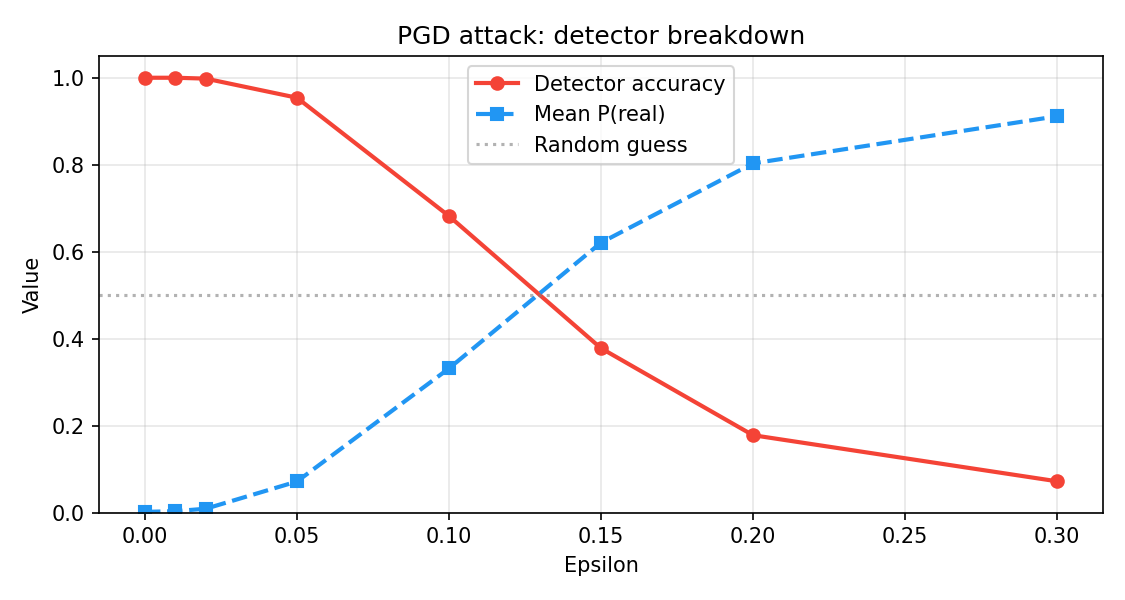 PGD attack: detector breakdown
Detector accuracy
Mean P(real)
Random guess
Value
1.0
0.8
0.6
0.4
0.2
0.0
0.00 0.05 0.10 0.15 0.20 0.25 0.30
Epsilon